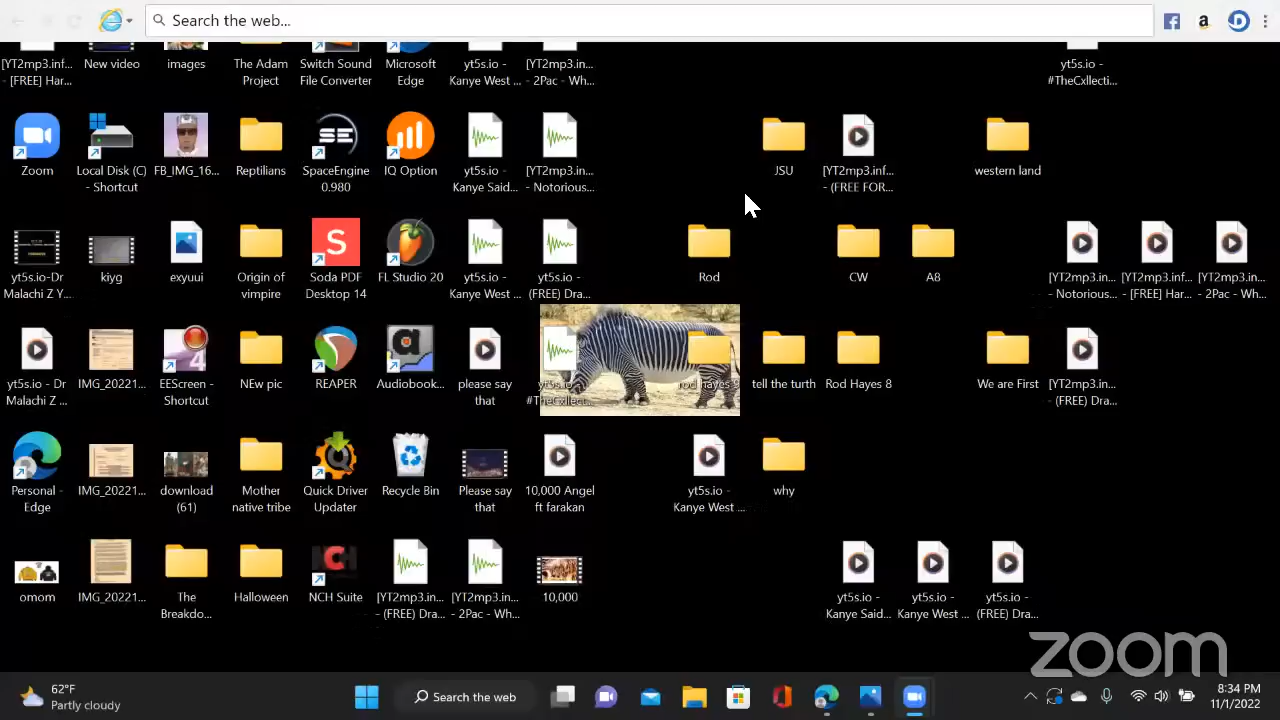 Search the web...
[YT2mp3.inf...
- [FREE] Har...
New video
images
The Adam
Project
Switch Sound
File Converter
Microsoft
Edge
yt5s.io -
Kanye West ...
[YT2mp3.in...
- 2Pac - Wh...
yt5s.io -
#TheCxllecti...
Zoom
Local Disk (C)
- Shortcut
FB_IMG_16...
Reptilians
SE
SpaceEngine
0.980
IQ Option
yt5s.io -
Kanye Said...
[YT2mp3.in...
- Notorious...
JSU
[YT2mp3.inf...
- (FREE FOR...
western land
yt5s.io-Dr
Malachi Z Y...
kiyg
exyuui
Origin of
vimpire
S
Soda PDF
Desktop 14
FL Studio 20
yt5s.io -
Kanye West ...
yt5s.io -
(FREE) Dra...
Rod
CW
A8
[YT2mp3.in...
- Notorious...
[YT2mp3.inf...
- [FREE] Har...
[YT2mp3.in...
- 2Pac - Wh...
yt5s.io - Dr
Malachi Z ...
IMG_20221...
4
EEScreen -
Shortcut
NEw pic
REAPER
Audiobook...
please say
that
yt5s.io -
#TheCxllect...
rod hayes 9
tell the turth
Rod Hayes 8
We are First
[YT2mp3.in...
- (FREE) Dra...
Personal -
Edge
IMG_20221...
download
(61)
Mother
native tribe
Quick Driver
Updater
Recycle Bin
Please say
that
10,000 Angel
ft farakan
yt5s.io -
Kanye West ...
why
omom
IMG_20221...
The
Breakdo...
Halloween
NCH Suite
[YT2mp3.in...
- (FREE) Dra...
[YT2mp3.in...
- 2Pac - Wh...
10,000
yt5s.io -
Kanye Said...
yt5s.io -
Kanye West ...
yt5s.io -
(FREE) Dra...
zoom
62°F
Partly cloudy
Search the web
8:34 PM
11/1/2022